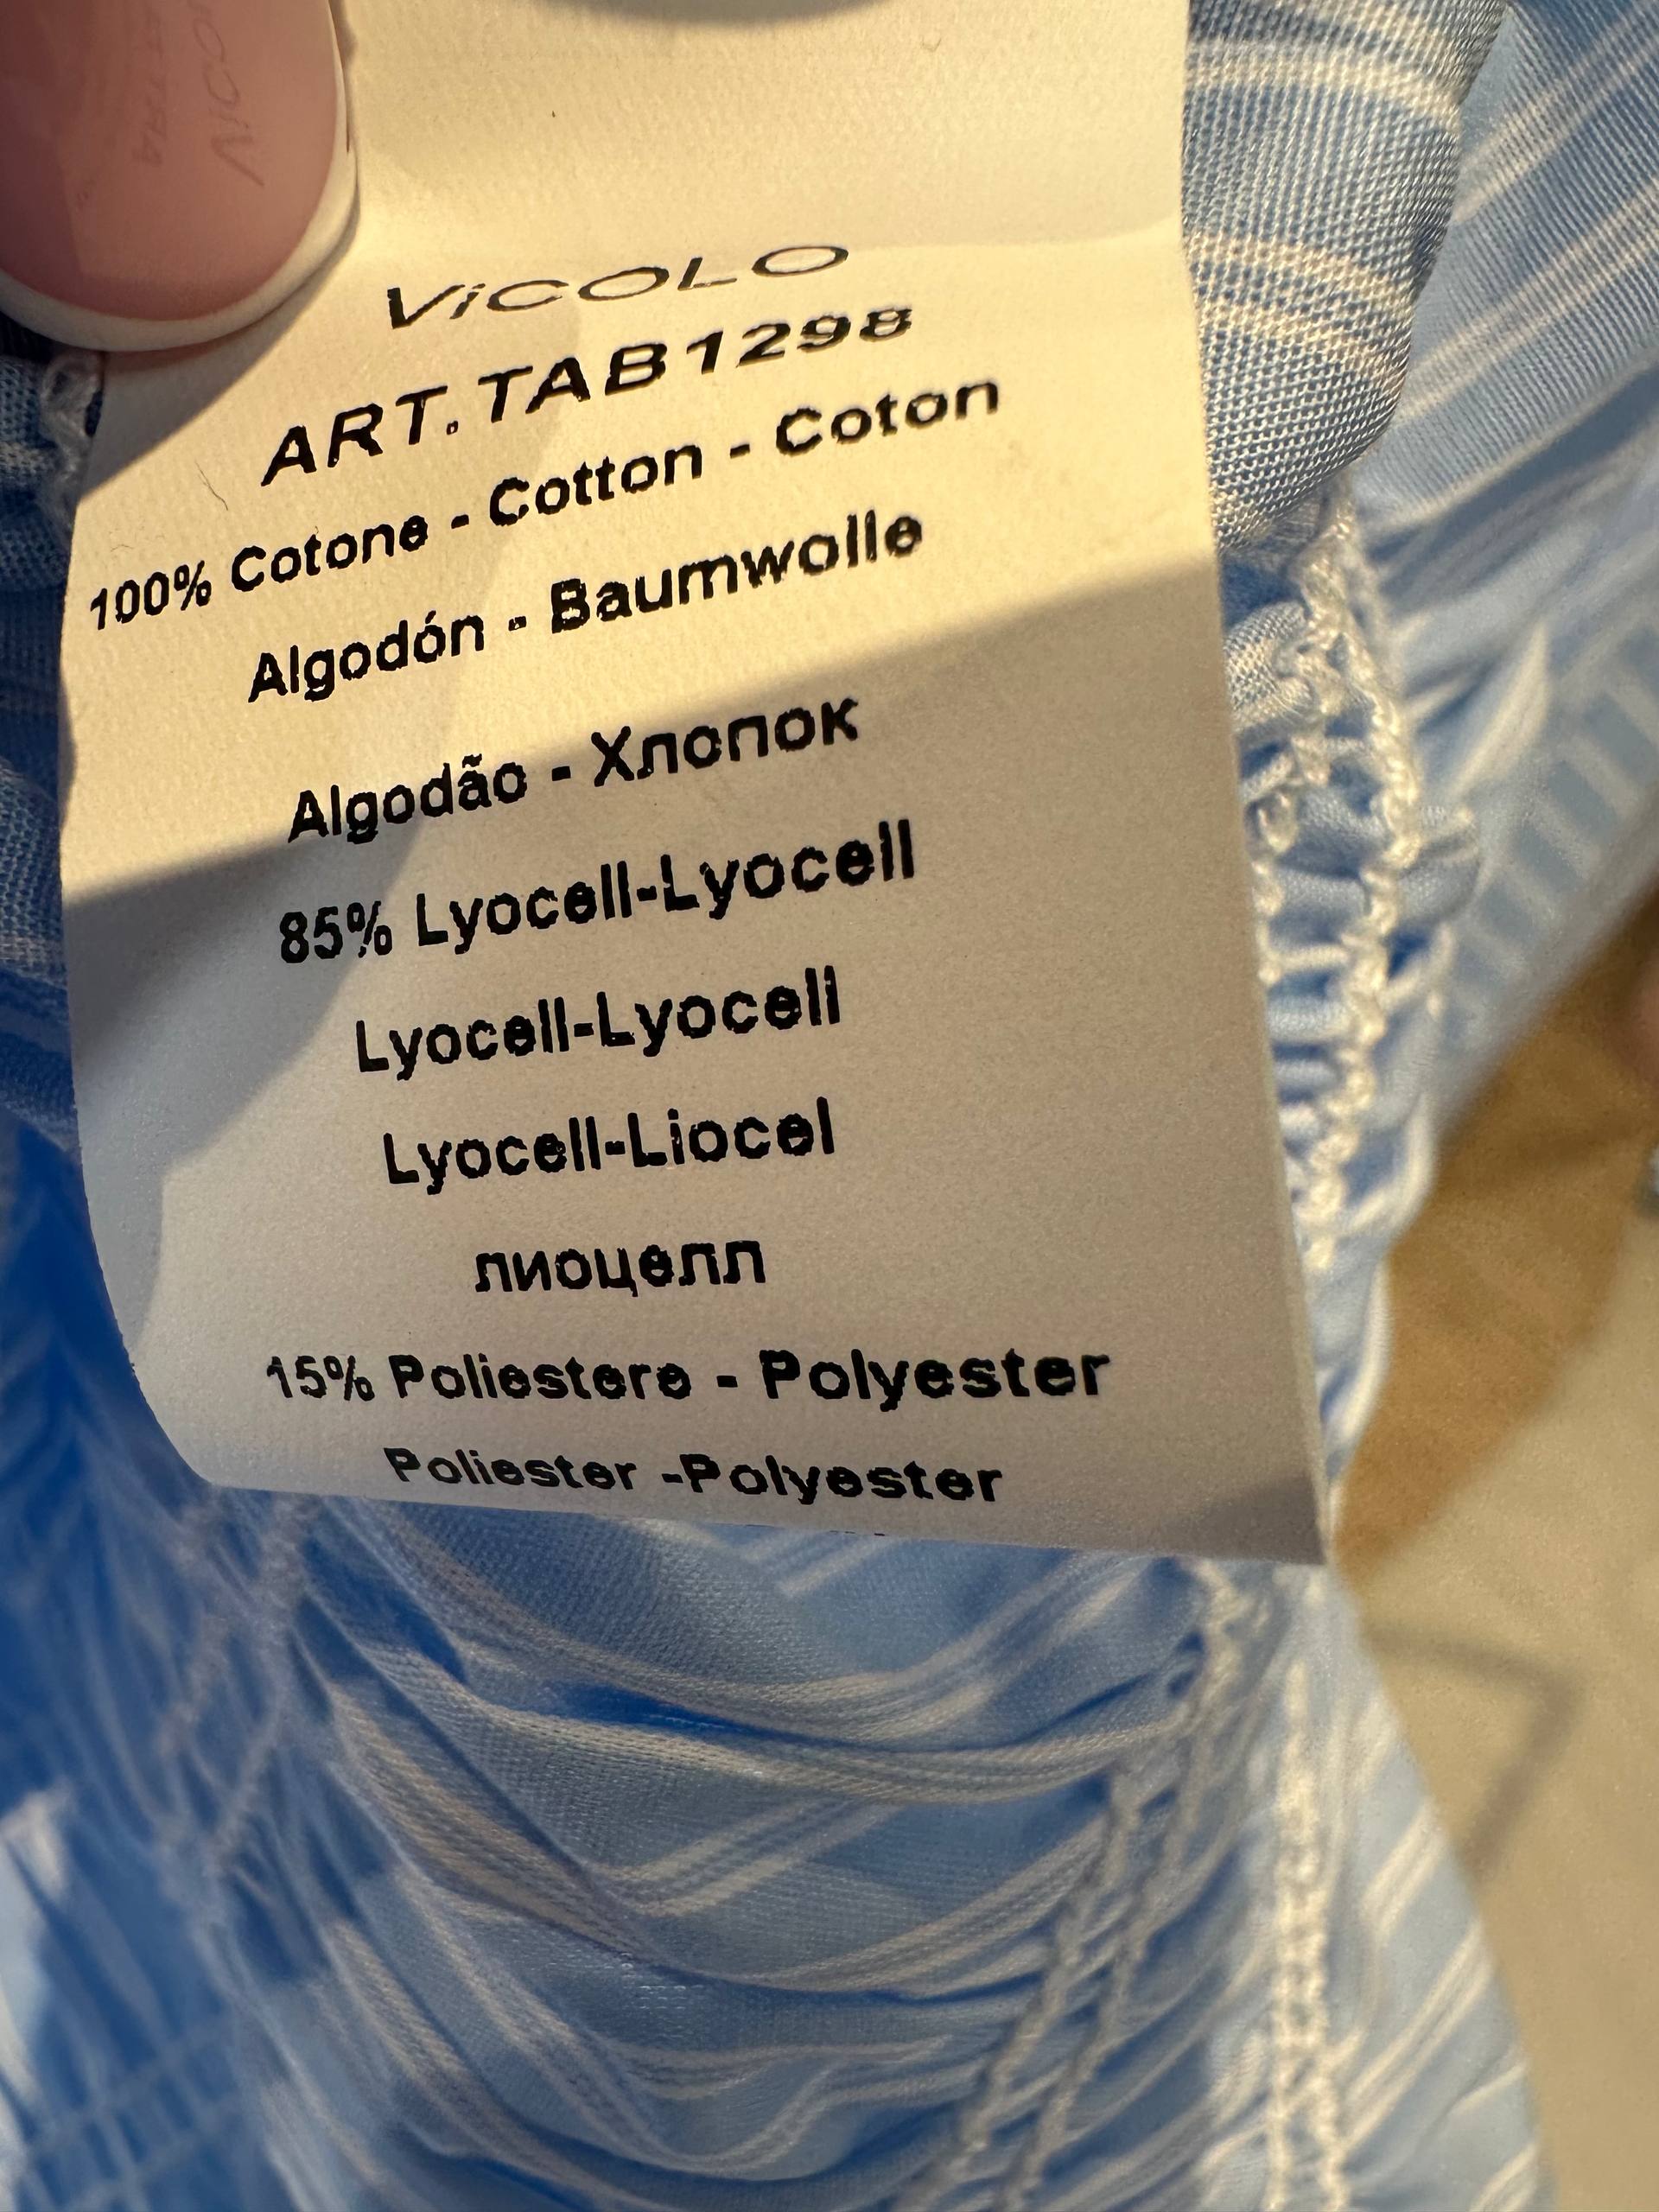 ViCOLO
ART.TAB1298
100% Cotone - Cotton - Coton
Algodón - Baumwolle
Algodão - Хлопок
85% Lyocell-Lyocell
Lyocell-Lyocell
Lyocell-Liocel
лиоцелл
15% Poliestere - Polyester
Poliester -Polyester